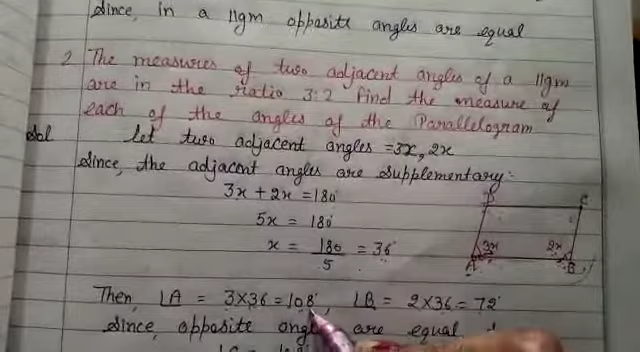 Since, in a llgm opposite angles are equal
2 The measures of two adjacent angles of a llgm
are in the ratio 3:2 find the measure of
each of the angles of the Parallelogram
Sol Let two adjacent angles = 3x, 2x
Since, the adjacent angles are supplementary.
3x + 2x = 180°
5x = 180°
x = 180/5 = 36°
D C
3x 2x
A B
Then, ∠A = 3×36 = 108°, ∠B = 2×36 = 72°
Since, opposite angl are equal